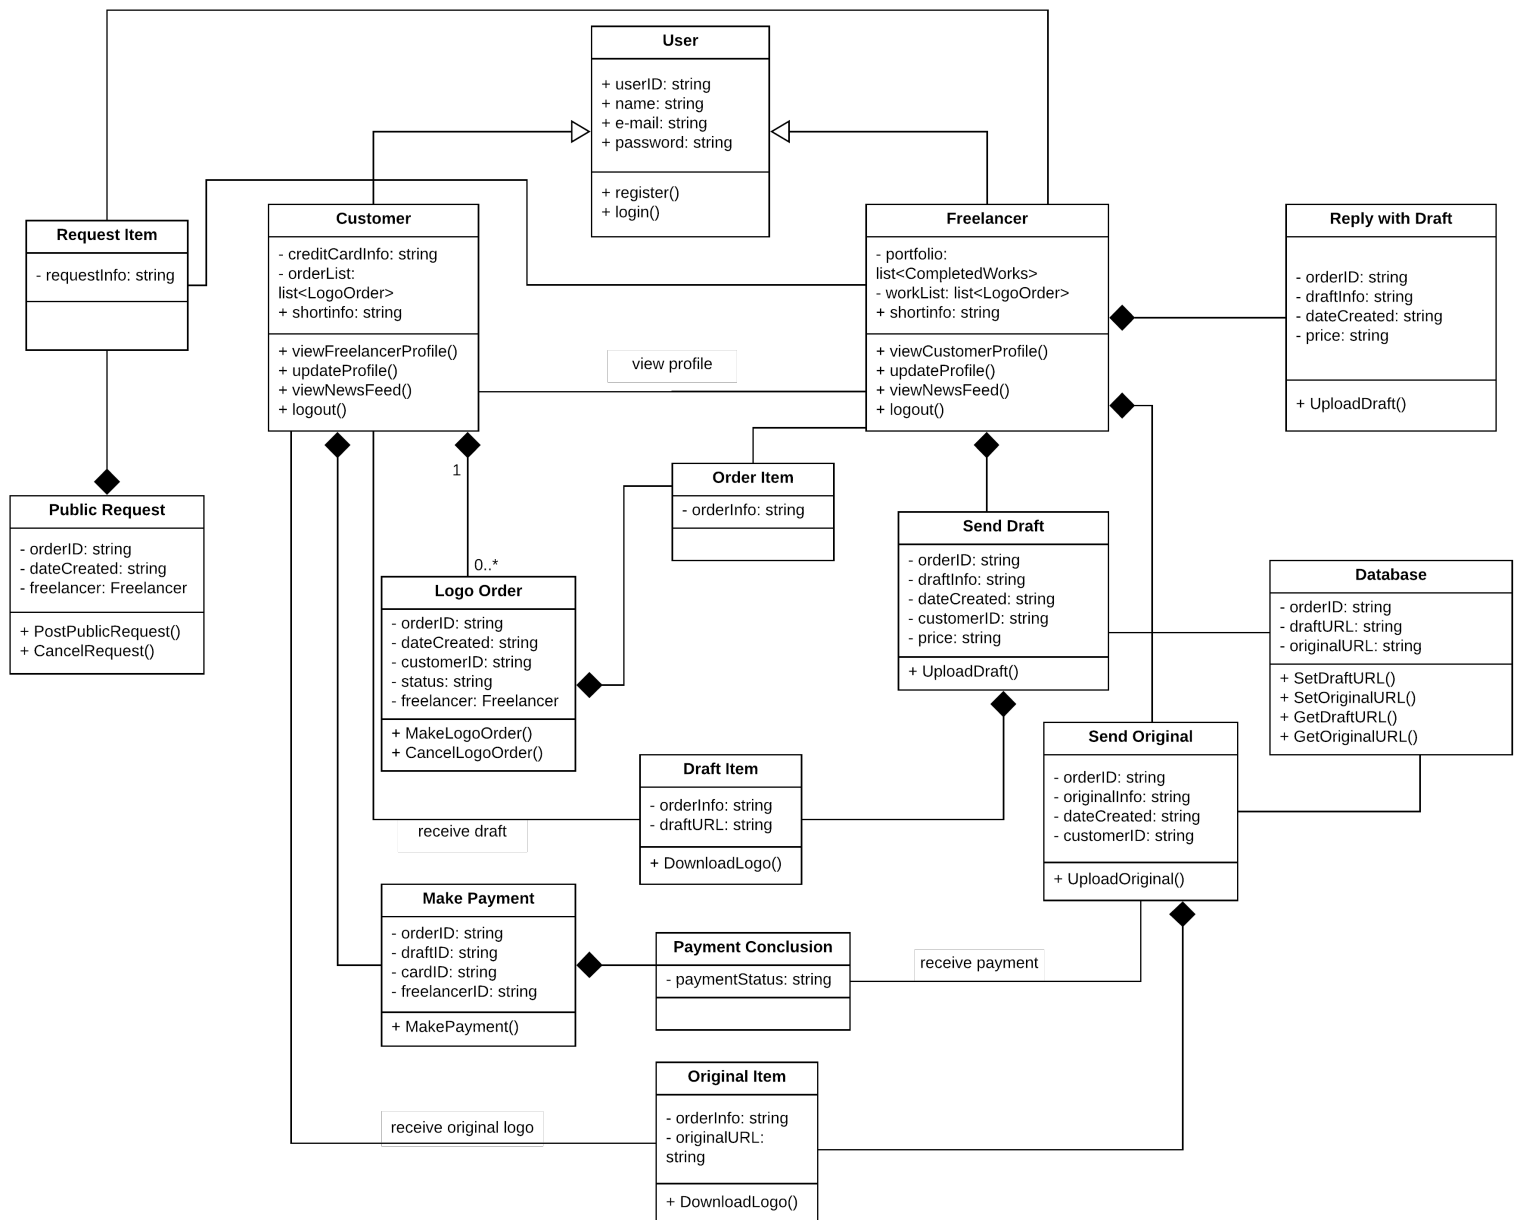 User
+ userID: string
+ name: string
+ e-mail: string
+ password: string
+ register()
+ login()
Request Item
- requestInfo: string
Customer
- creditCardInfo: string
- orderList:
list<LogoOrder>
+ shortinfo: string
+ viewFreelancerProfile()
+ updateProfile()
+ viewNewsFeed()
+ logout()
view profile
Freelancer
- portfolio:
list<CompletedWorks>
- workList: list<LogoOrder>
+ shortinfo: string
+ viewCustomerProfile()
+ updateProfile()
+ viewNewsFeed()
+ logout()
Reply with Draft
- orderID: string
- draftInfo: string
- dateCreated: string
- price: string
+ UploadDraft()
Public Request
- orderID: string
- dateCreated: string
- freelancer: Freelancer
+ PostPublicRequest()
+ CancelRequest()
1
0..*
Logo Order
- orderID: string
- dateCreated: string
- customerID: string
- status: string
- freelancer: Freelancer
+ MakeLogoOrder()
+ CancelLogoOrder()
Order Item
- orderInfo: string
Send Draft
- orderID: string
- draftInfo: string
- dateCreated: string
- customerID: string
- price: string
+ UploadDraft()
Database
- orderID: string
- draftURL: string
- originalURL: string
+ SetDraftURL()
+ SetOriginalURL()
+ GetDraftURL()
+ GetOriginalURL()
Send Original
- orderID: string
- originalInfo: string
- dateCreated: string
- customerID: string
+ UploadOriginal()
Draft Item
- orderInfo: string
- draftURL: string
+ DownloadLogo()
receive draft
Make Payment
- orderID: string
- draftID: string
- cardID: string
- freelancerID: string
+ MakePayment()
Payment Conclusion
- paymentStatus: string
receive payment
Original Item
- orderInfo: string
- originalURL:
string
+ DownloadLogo()
receive original logo